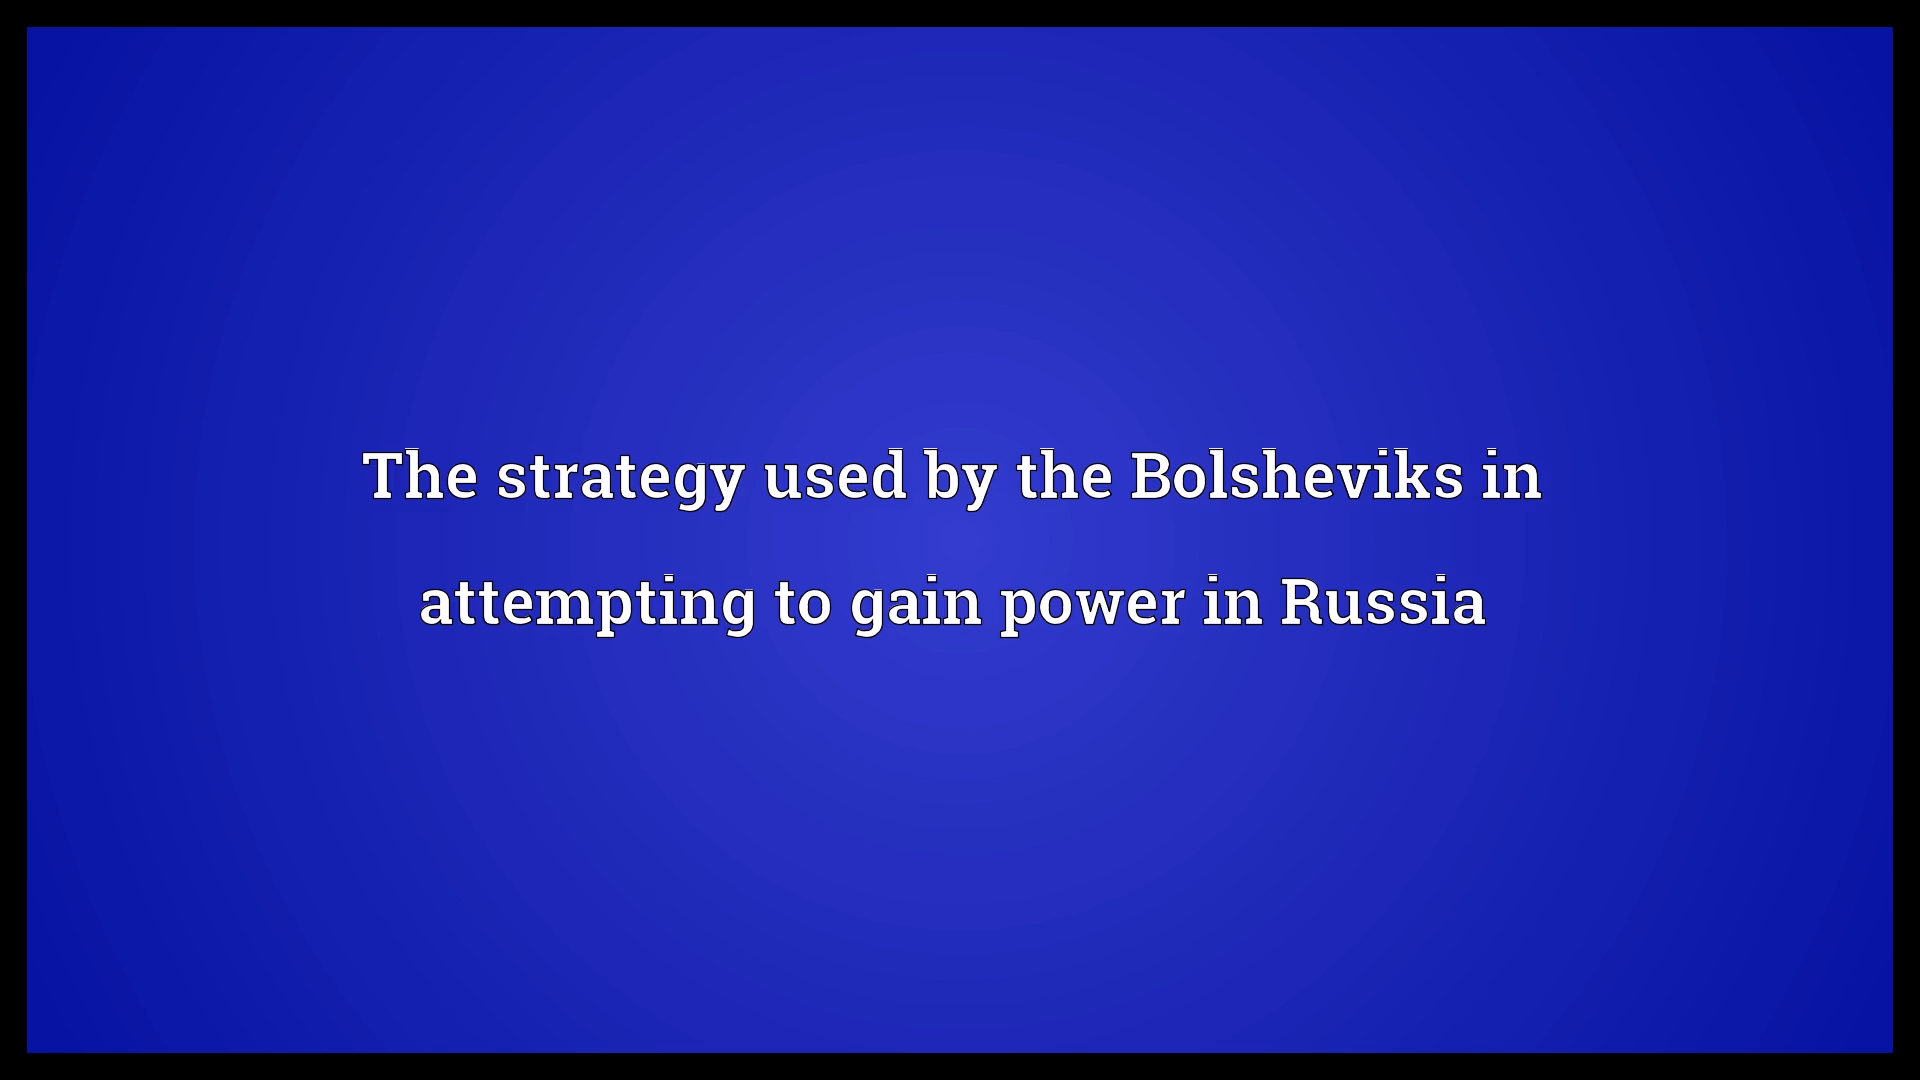 The strategy used by the Bolsheviks in
attempting to gain power in Russia